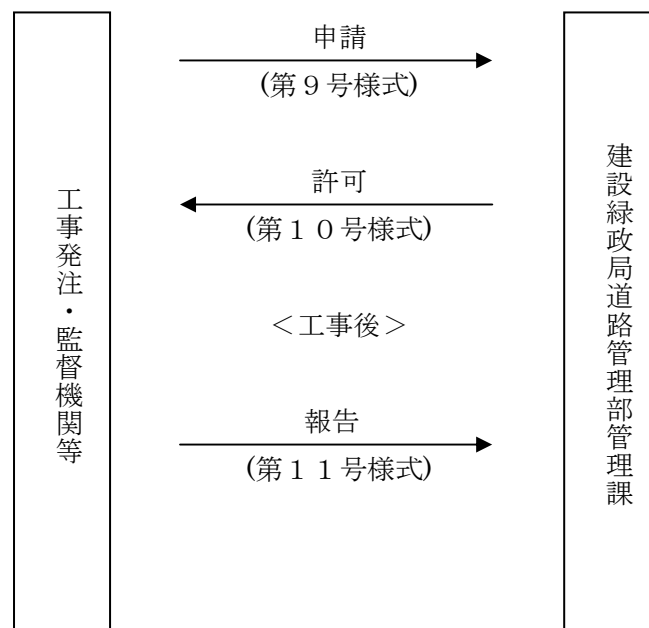 工事発注・監督機関等
申請
(第９号様式)
許可
(第１０号様式)
＜工事後＞
報告
(第１１号様式)
建設緑政局道路管理部管理課